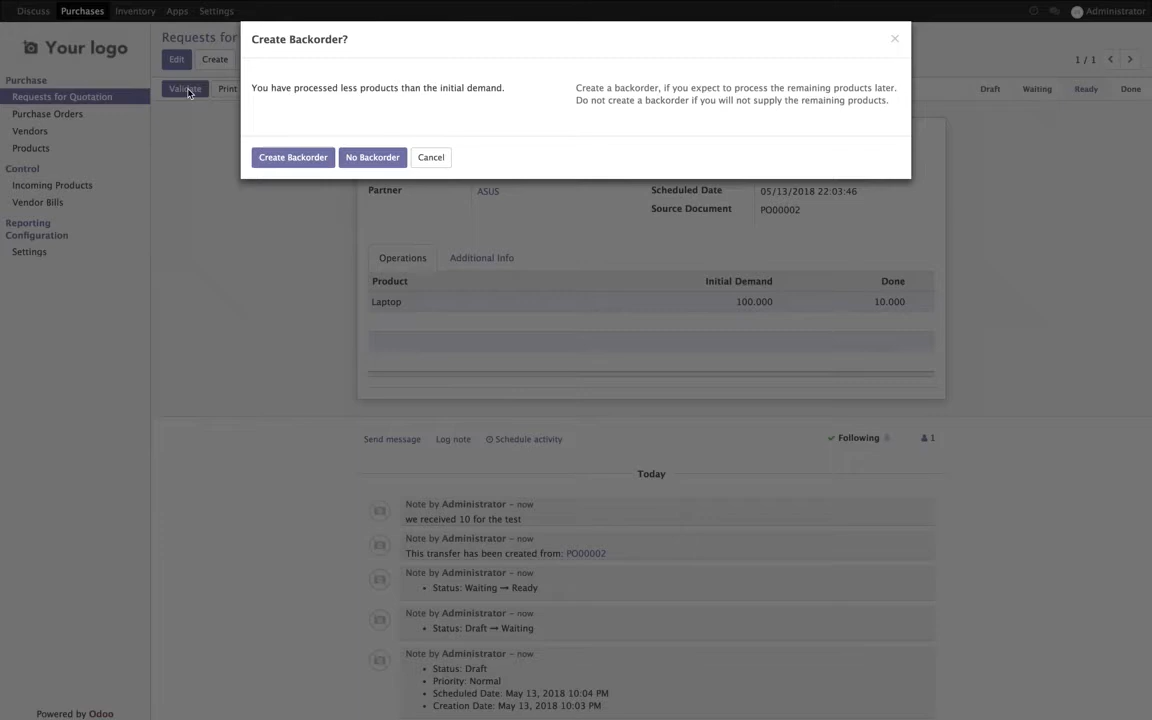 Discuss Purchases Inventory Apps Settings Administrator
Your logo
Requests for
Create Backorder?
×
Edit Create
1 / 1
Purchase
Requests for Quotation
Validate Print
You have processed less products than the initial demand.
Create a backorder, if you expect to process the remaining products later.
Do not create a backorder if you will not supply the remaining products.
Draft Waiting Ready Done
Purchase Orders
Vendors
Products
Create Backorder No Backorder Cancel
Control
Incoming Products
Vendor Bills
Partner ASUS
Scheduled Date 05/13/2018 22:03:46
Source Document PO00002
Reporting
Configuration
Settings
Operations Additional Info
Product Initial Demand Done
Laptop 100.000 10.000
Send message Log note Schedule activity
Following 1
Today
Note by Administrator – now
we received 10 for the test
Note by Administrator – now
This transfer has been created from: PO00002
Note by Administrator – now
• Status: Waiting → Ready
Note by Administrator – now
• Status: Draft → Waiting
Note by Administrator – now
• Status: Draft
• Priority: Normal
• Scheduled Date: May 13, 2018 10:04 PM
• Creation Date: May 13, 2018 10:03 PM
Powered by Odoo